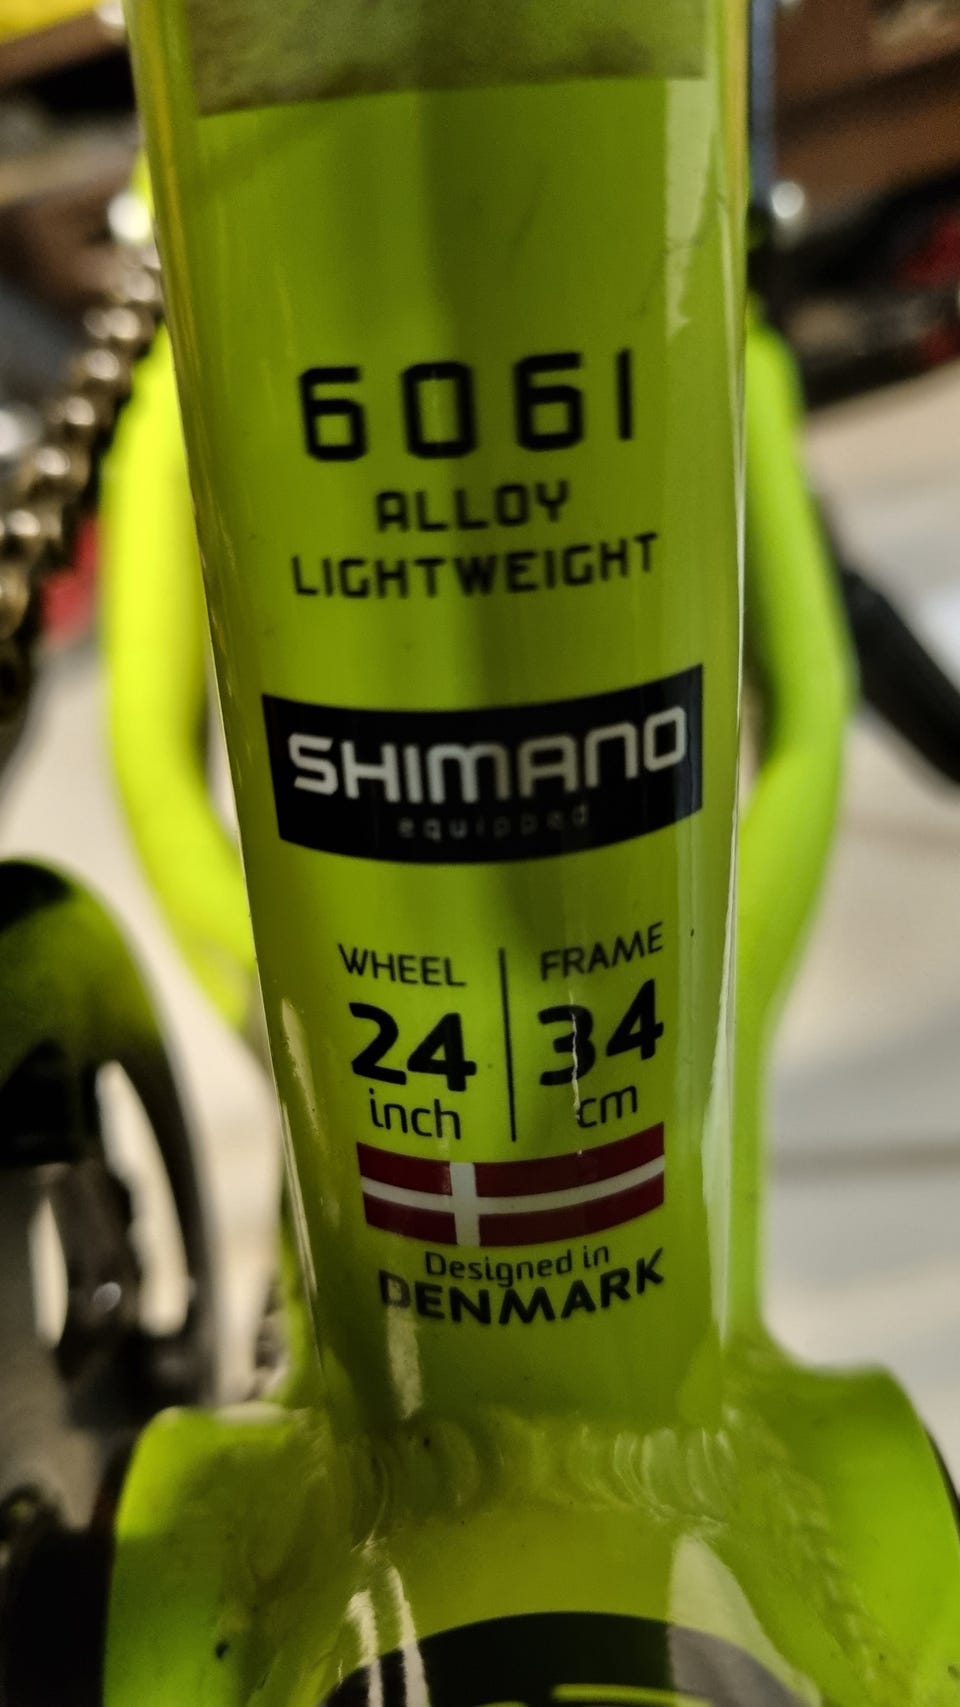 6061
ALLOY
LIGHTWEIGHT
SHIMANO
equipped
WHEEL | FRAME
24 | 34
inch | cm
Designed in
DENMARK